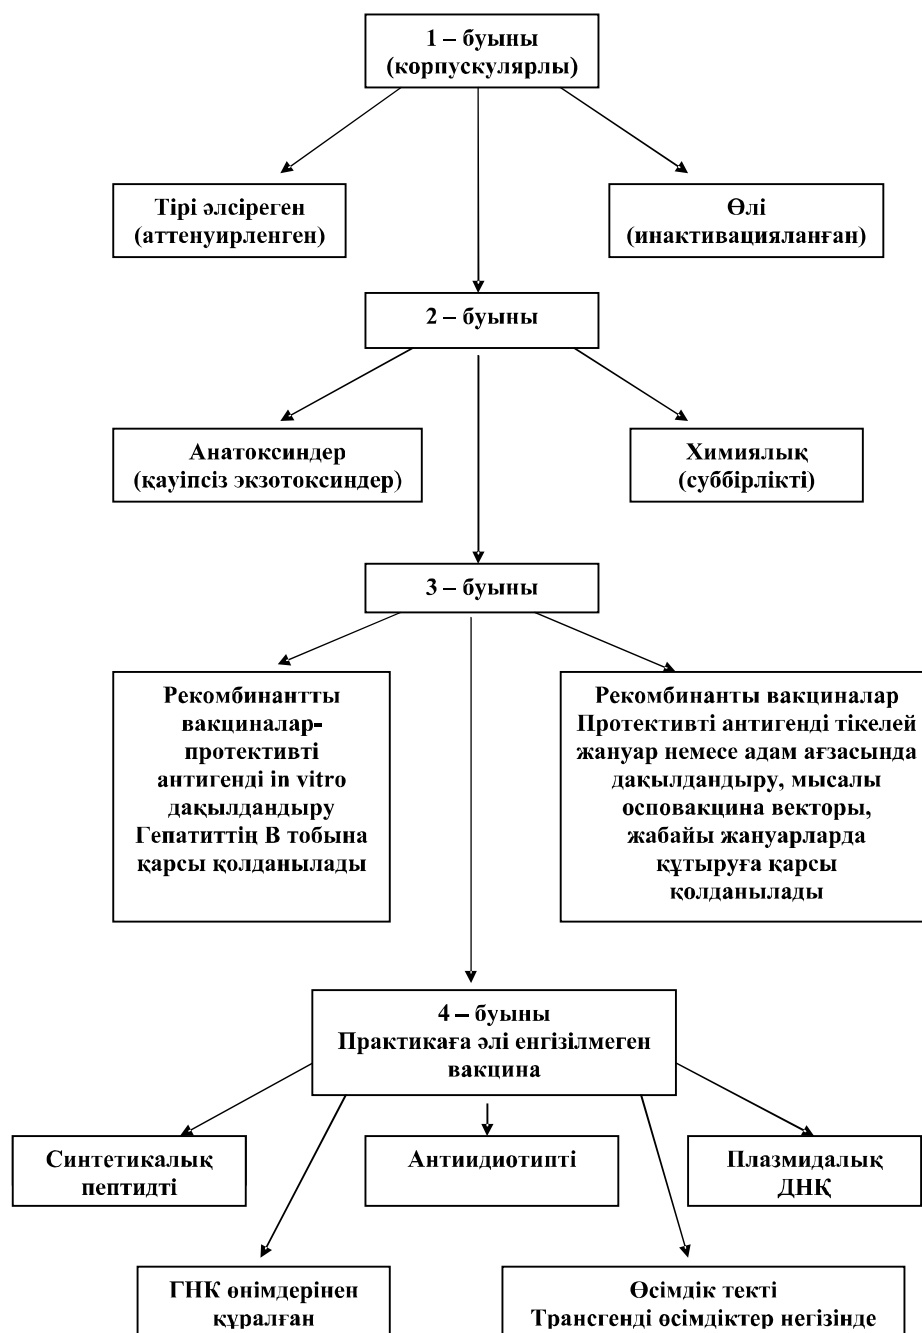 1 – буыны
(корпускулярлы)
Тірі әлсіреген
(аттенуирленген)
Өлі
(инактивацияланған)
2 – буыны
Анатоксиндер
(қауіпсіз экзотоксиндер)
Химиялық
(суббірлікті)
3 – буыны
Рекомбинантты
вакциналар-
протективті
антигенді in vitro
дақылдандыру
Гепатиттің В тобына
қарсы қолданылады
Рекомбинанты вакциналар
Протективті антигенді тікелей
жануар немесе адам ағзасында
дақылдандыру, мысалы
осповакцина векторы,
жабайы жануарларда
құтыруға қарсы
қолданылады
4 – буыны
Практикаға әлі енгізілмеген
вакцина
Синтетикалық
пептидті
Антиидиотипті
Плазмидалық
ДНҚ
ГНК өнімдерінен
құралған
Өсімдік текті
Трансгенді өсімдіктер негізінде